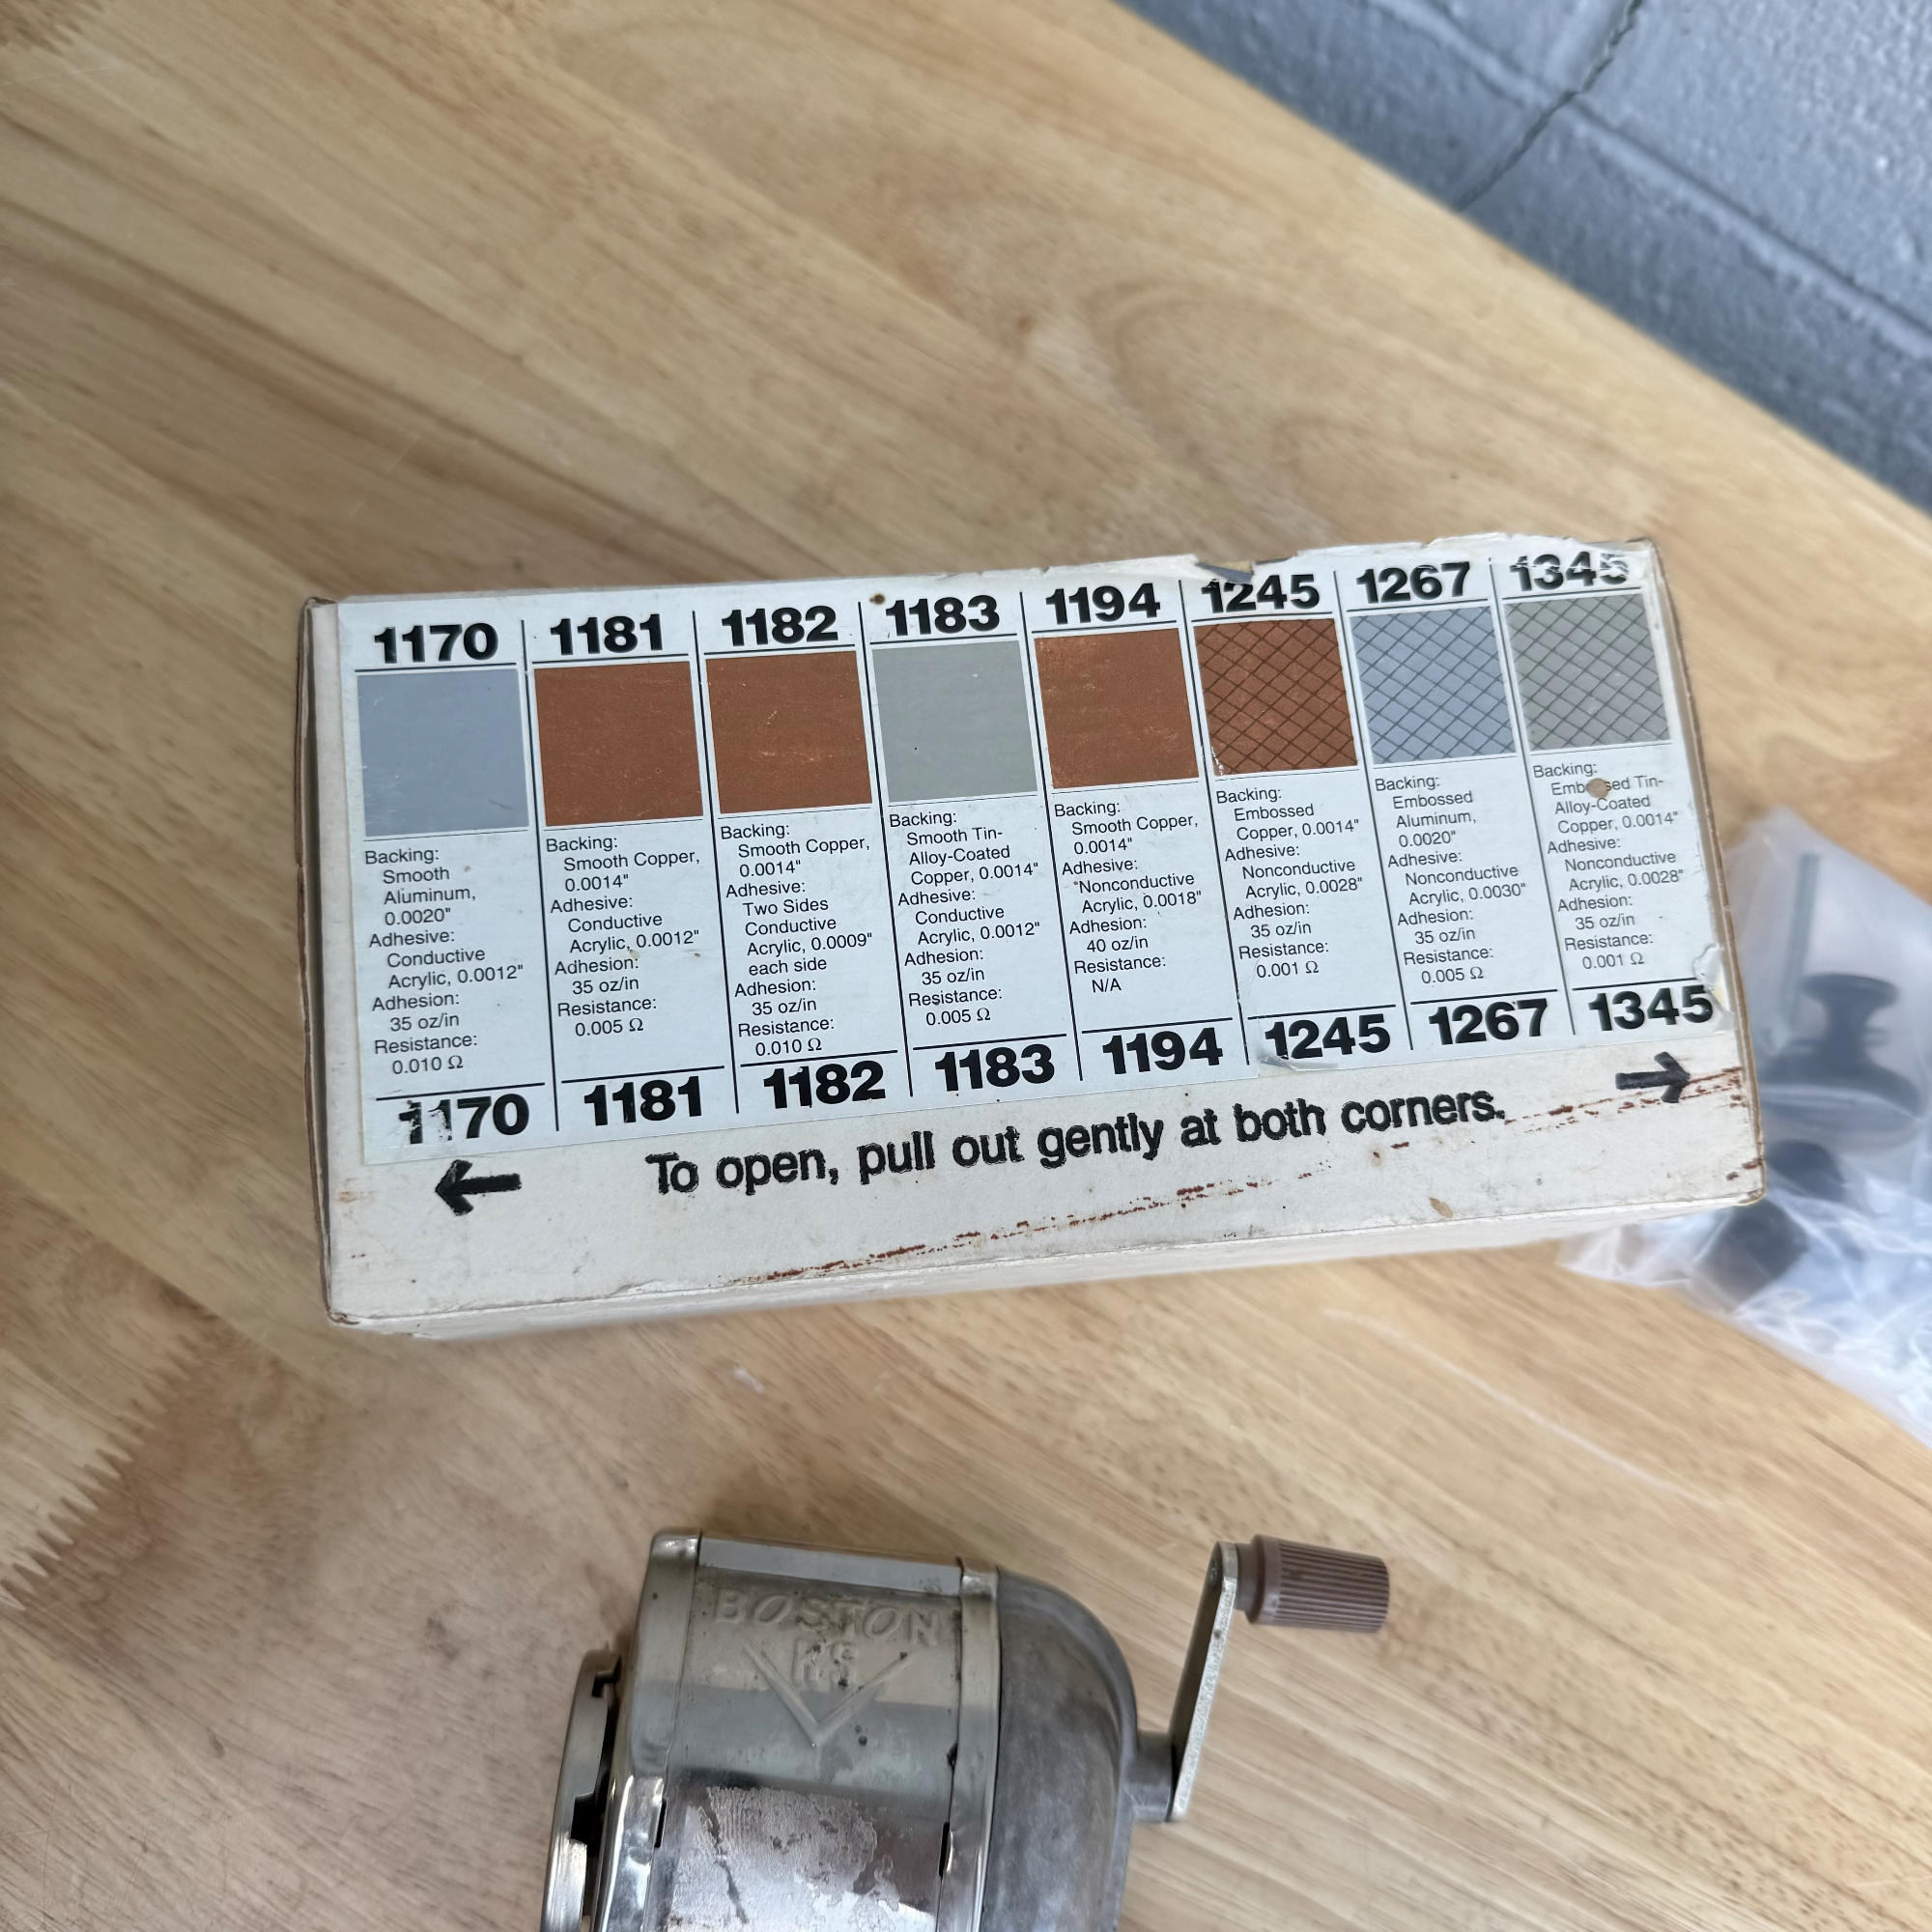 1170
Backing:
Smooth
Aluminum,
0.0020"
Adhesive:
Conductive
Acrylic, 0.0012"
Adhesion:
35 oz/in
Resistance:
0.010 Ω
1170
1181
Backing:
Smooth Copper,
0.0014"
Adhesive:
Conductive
Acrylic, 0.0012"
Adhesion:
35 oz/in
Resistance:
0.005 Ω
1181
1182
Backing:
Smooth Copper,
0.0014"
Adhesive:
Two Sides
Conductive
Acrylic, 0.0009"
each side
Adhesion:
35 oz/in
Resistance:
0.010 Ω
1182
1183
Backing:
Smooth Tin-
Alloy-Coated
Copper, 0.0014"
Adhesive:
Conductive
Acrylic, 0.0012"
Adhesion:
35 oz/in
Resistance:
0.005 Ω
1183
1194
Backing:
Smooth Copper,
0.0014"
Adhesive:
Nonconductive
Acrylic, 0.0018"
Adhesion:
40 oz/in
Resistance:
N/A
1194
1245
Backing:
Embossed
Copper, 0.0014"
Adhesive:
Nonconductive
Acrylic, 0.0028"
Adhesion:
35 oz/in
Resistance:
0.001 Ω
1245
1267
Backing:
Embossed
Aluminum,
0.0020"
Adhesive:
Nonconductive
Acrylic, 0.0030"
Adhesion:
35 oz/in
Resistance:
0.005 Ω
1267
1345
Backing:
Embossed Tin-
Alloy-Coated
Copper, 0.0014"
Adhesive:
Nonconductive
Acrylic, 0.0028"
Adhesion:
35 oz/in
Resistance:
0.001 Ω
1345
← To open, pull out gently at both corners. →
BOSTON
KS